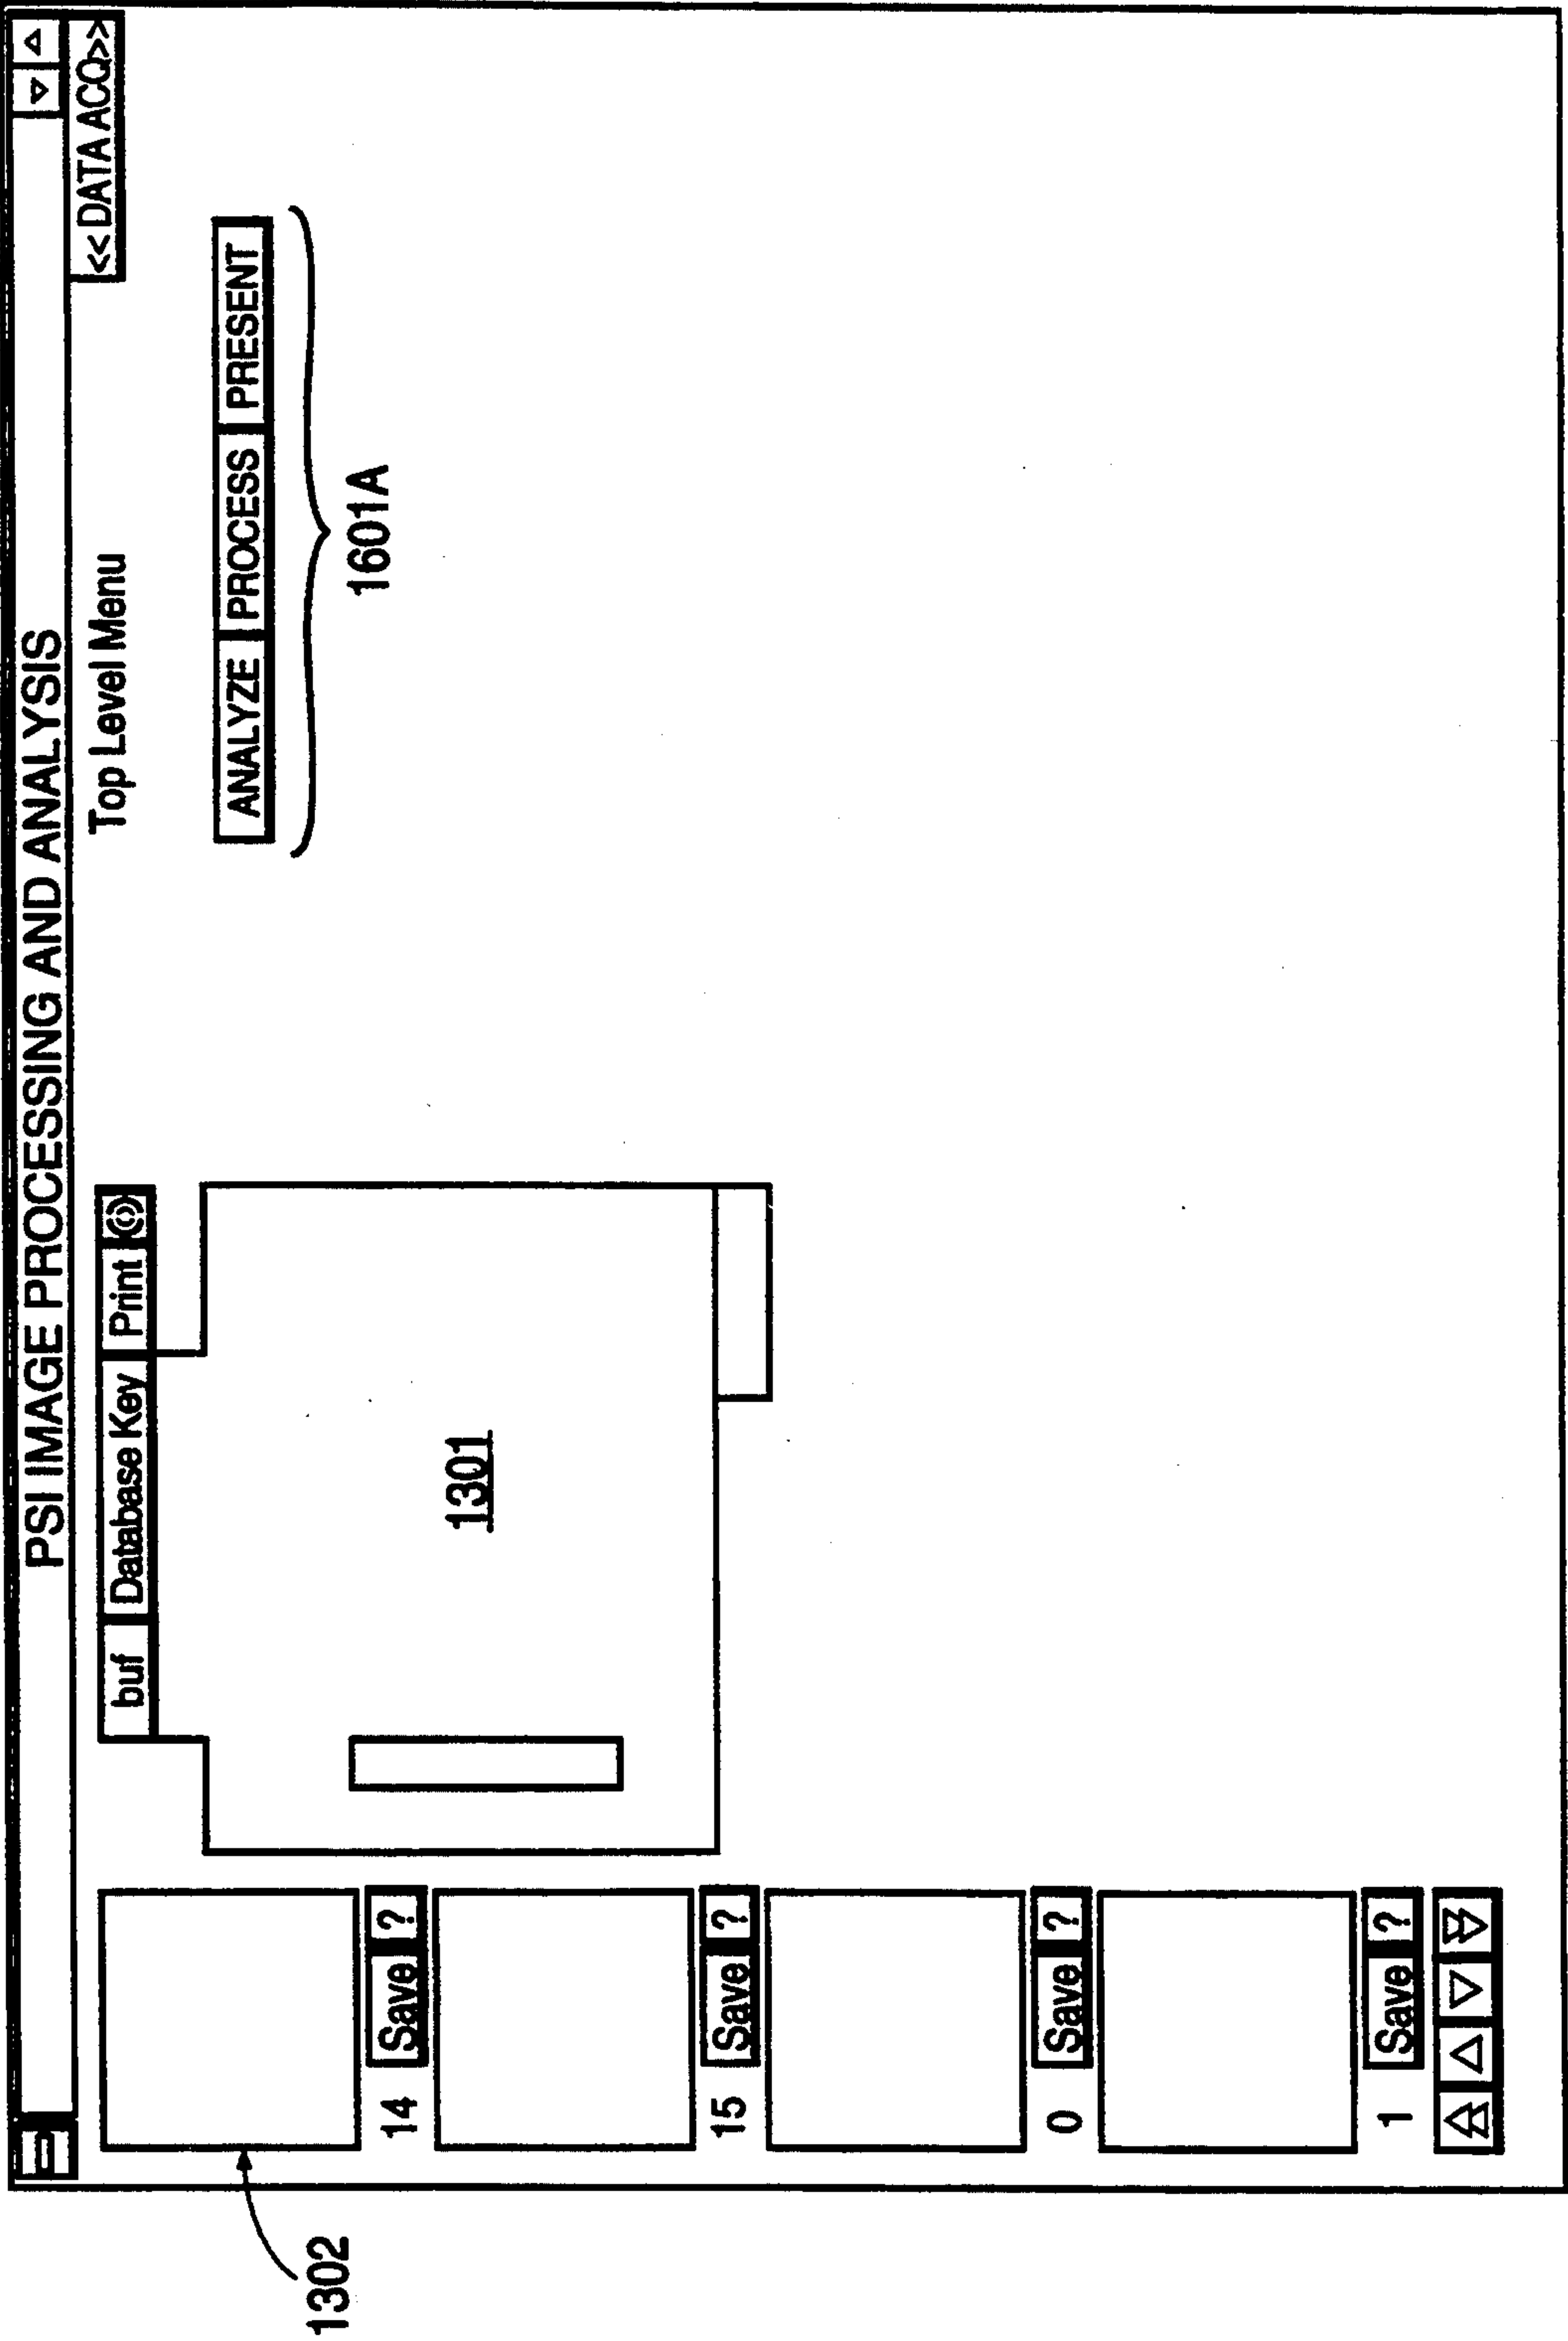 PSI IMAGE PROCESSING AND ANALYSIS
<< DATA ACQ>>
Top Level Menu
buf Database Key Print
ANALYZE PROCESS PRESENT
1601A
1301
1302
14 Save ?
15 Save ?
0 Save ?
1 Save ?